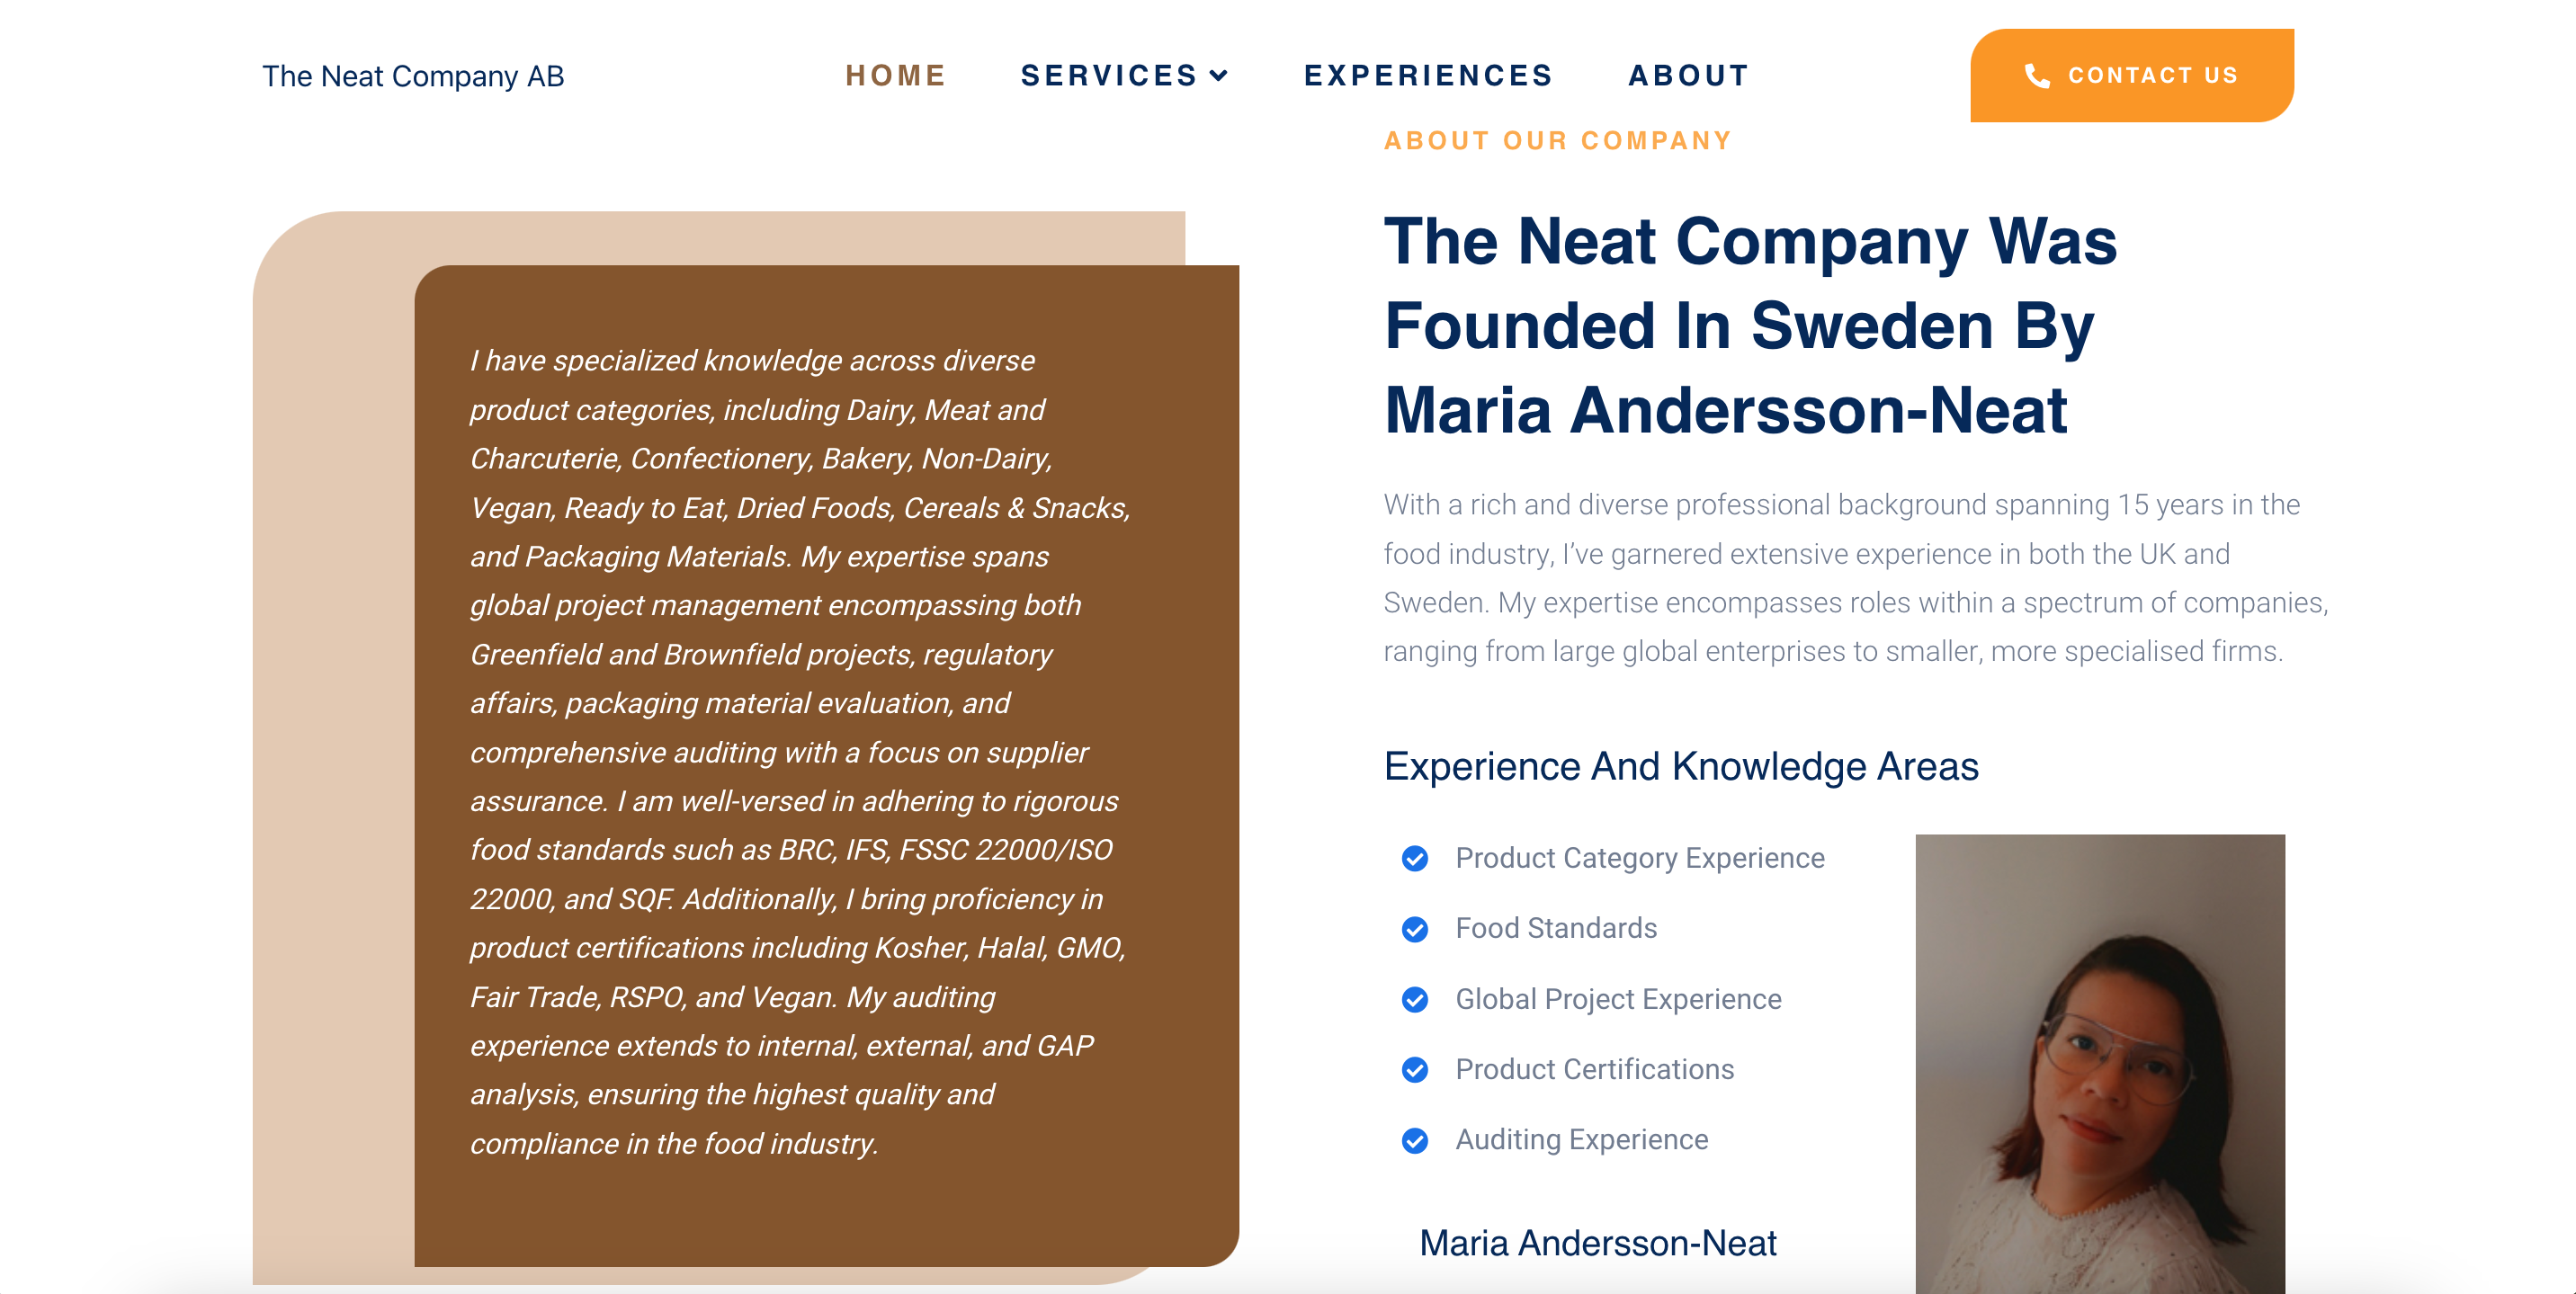 The Neat Company AB
HOME
SERVICES
EXPERIENCES
ABOUT
CONTACT US
I have specialized knowledge across diverse
product categories, including Dairy, Meat and
Charcuterie, Confectionery, Bakery, Non-Dairy,
Vegan, Ready to Eat, Dried Foods, Cereals & Snacks,
and Packaging Materials. My expertise spans
global project management encompassing both
Greenfield and Brownfield projects, regulatory
affairs, packaging material evaluation, and
comprehensive auditing with a focus on supplier
assurance. I am well-versed in adhering to rigorous
food standards such as BRC, IFS, FSSC 22000/ISO
22000, and SQF. Additionally, I bring proficiency in
product certifications including Kosher, Halal, GMO,
Fair Trade, RSPO, and Vegan. My auditing
experience extends to internal, external, and GAP
analysis, ensuring the highest quality and
compliance in the food industry.
ABOUT OUR COMPANY
The Neat Company Was
Founded In Sweden By
Maria Andersson-Neat
With a rich and diverse professional background spanning 15 years in the
food industry, I’ve garnered extensive experience in both the UK and
Sweden. My expertise encompasses roles within a spectrum of companies,
ranging from large global enterprises to smaller, more specialised firms.
Experience And Knowledge Areas
Product Category Experience
Food Standards
Global Project Experience
Product Certifications
Auditing Experience
Maria Andersson-Neat